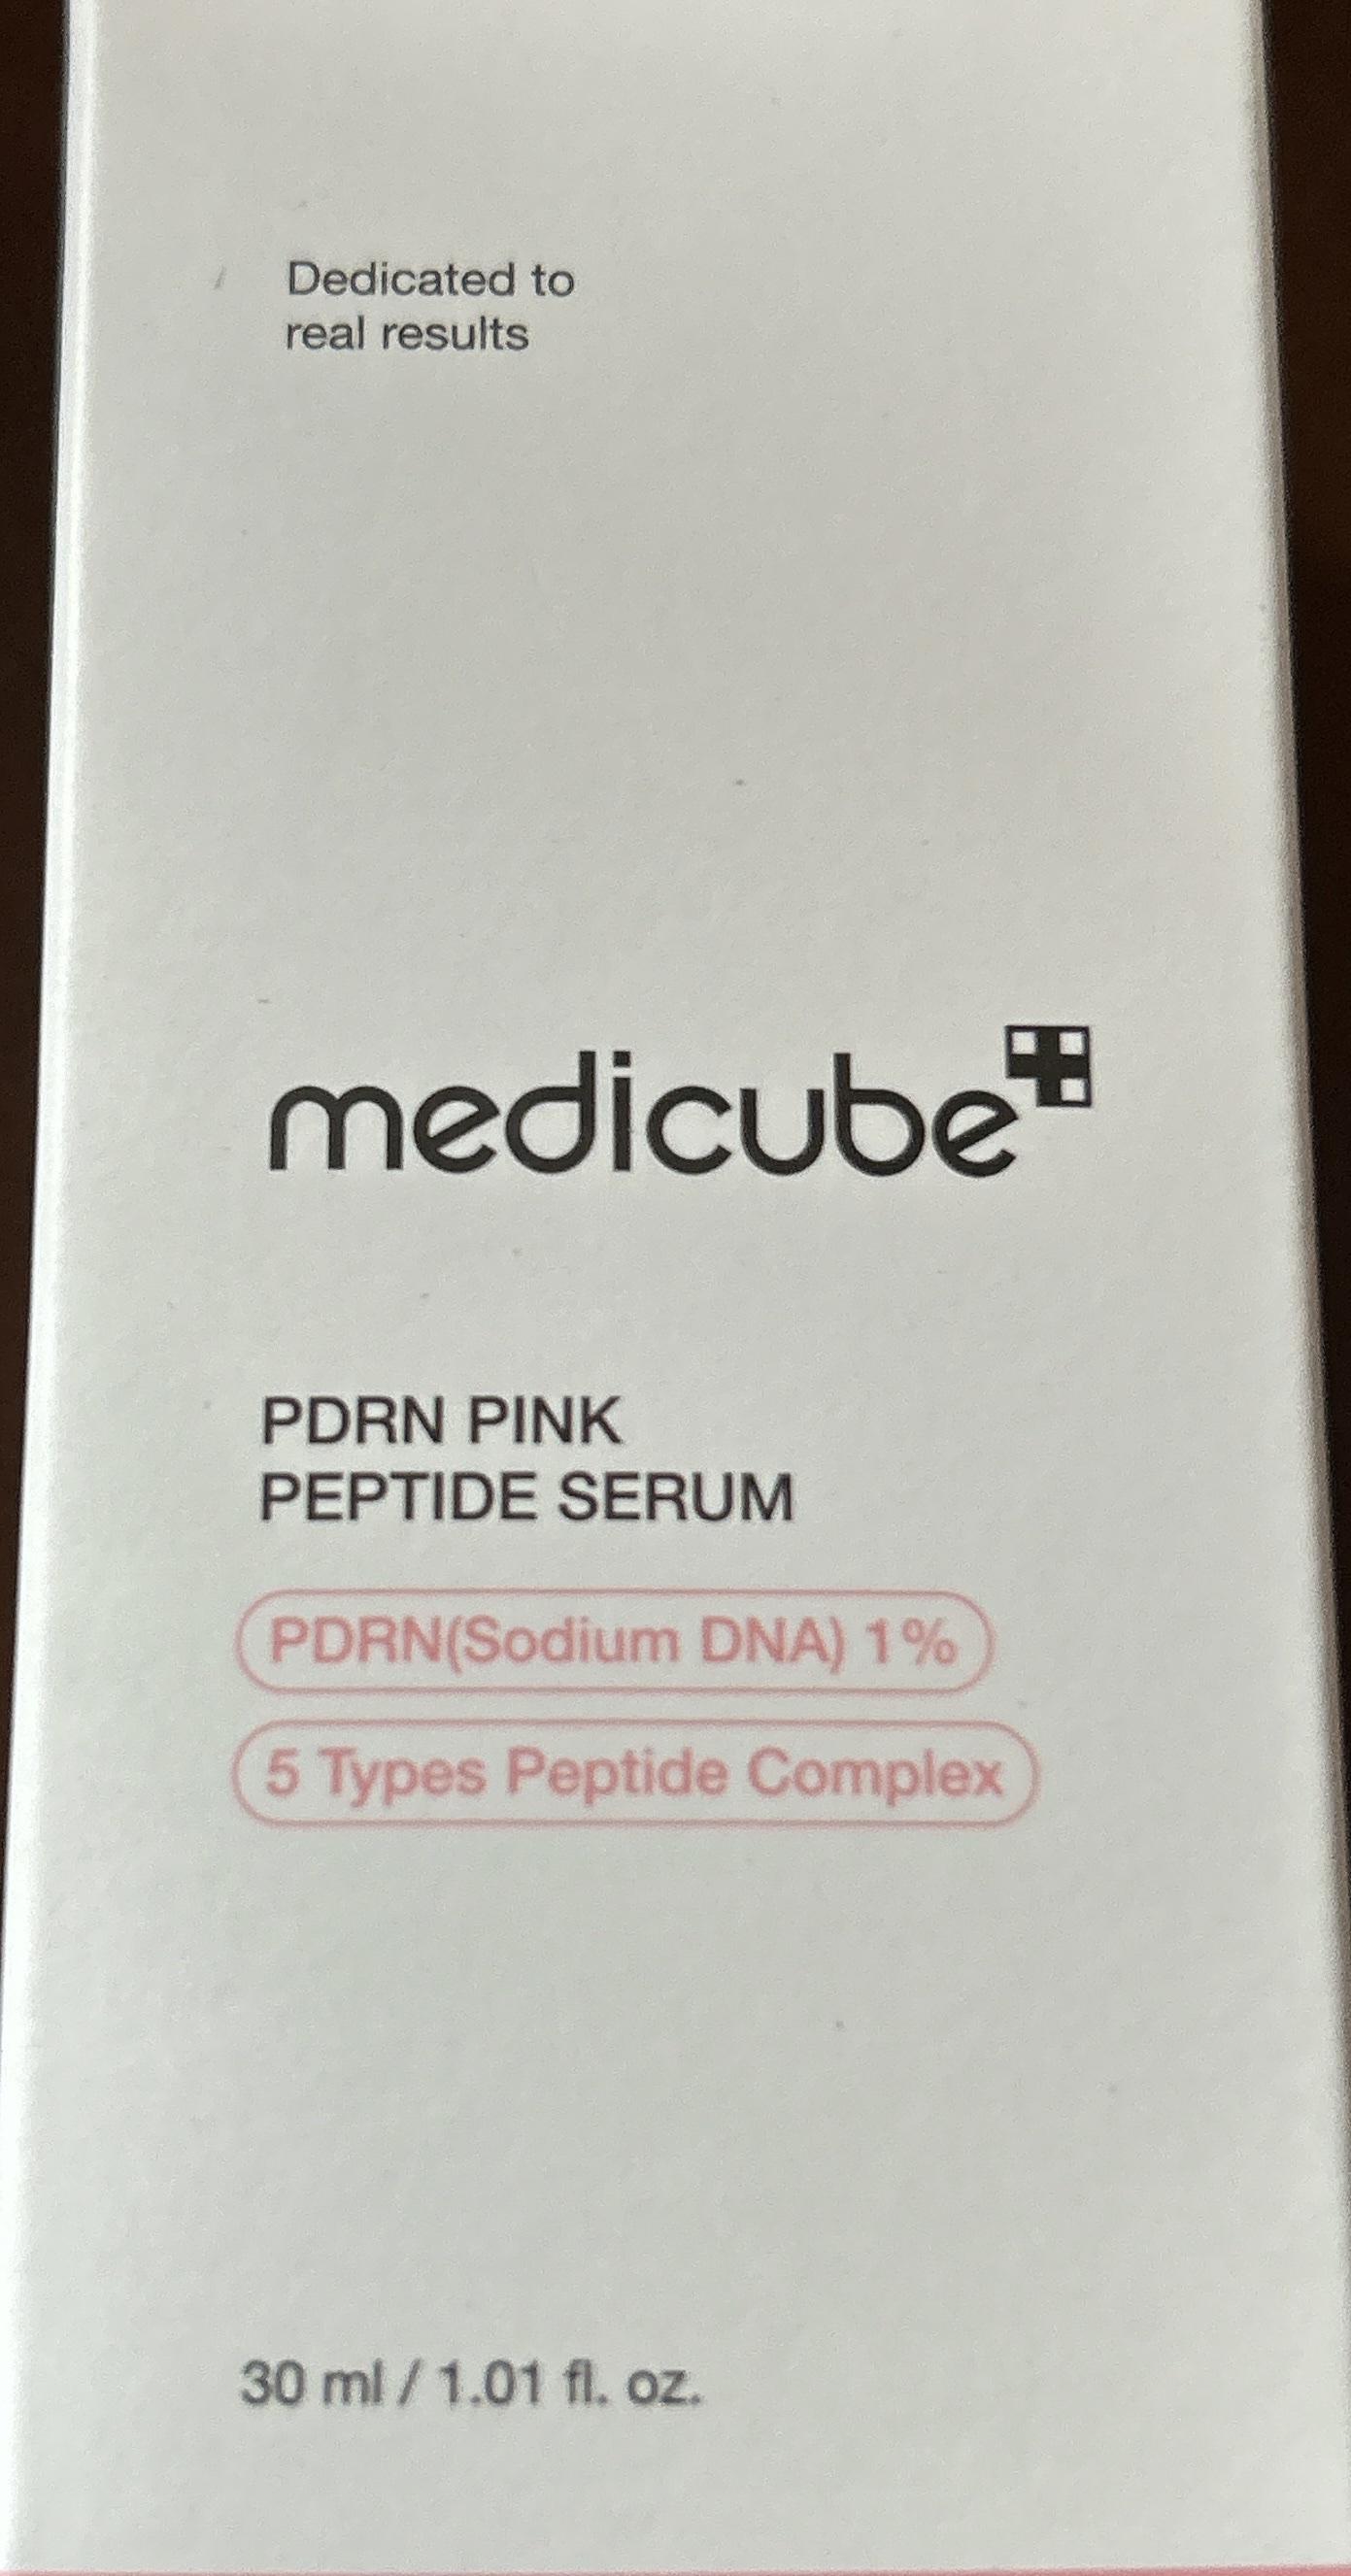 Dedicated to
real results
medicube
PDRN PINK
PEPTIDE SERUM
PDRN(Sodium DNA) 1%
5 Types Peptide Complex
30 ml / 1.01 fl. oz.